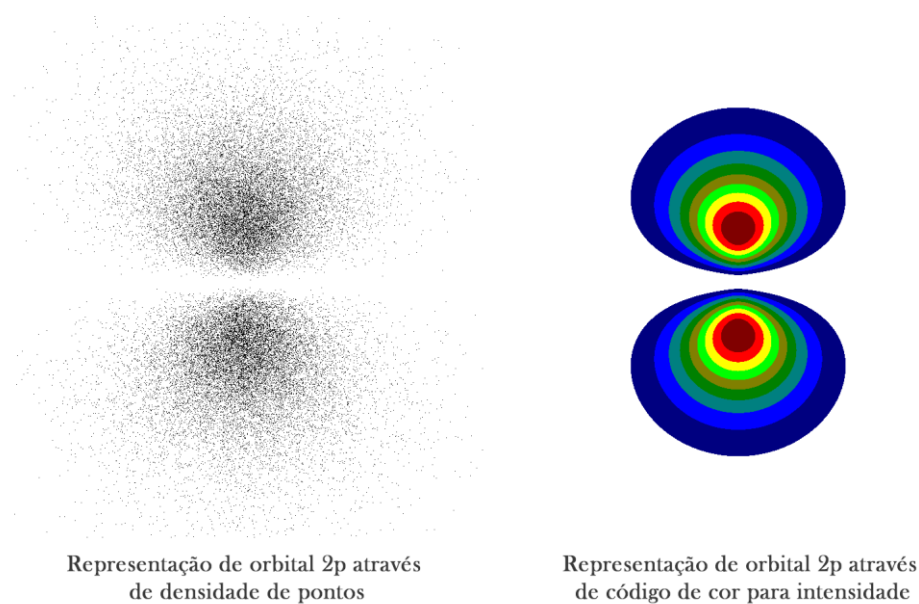 Representação de orbital 2p através
de densidade de pontos
Representação de orbital 2p através
de código de cor para intensidade